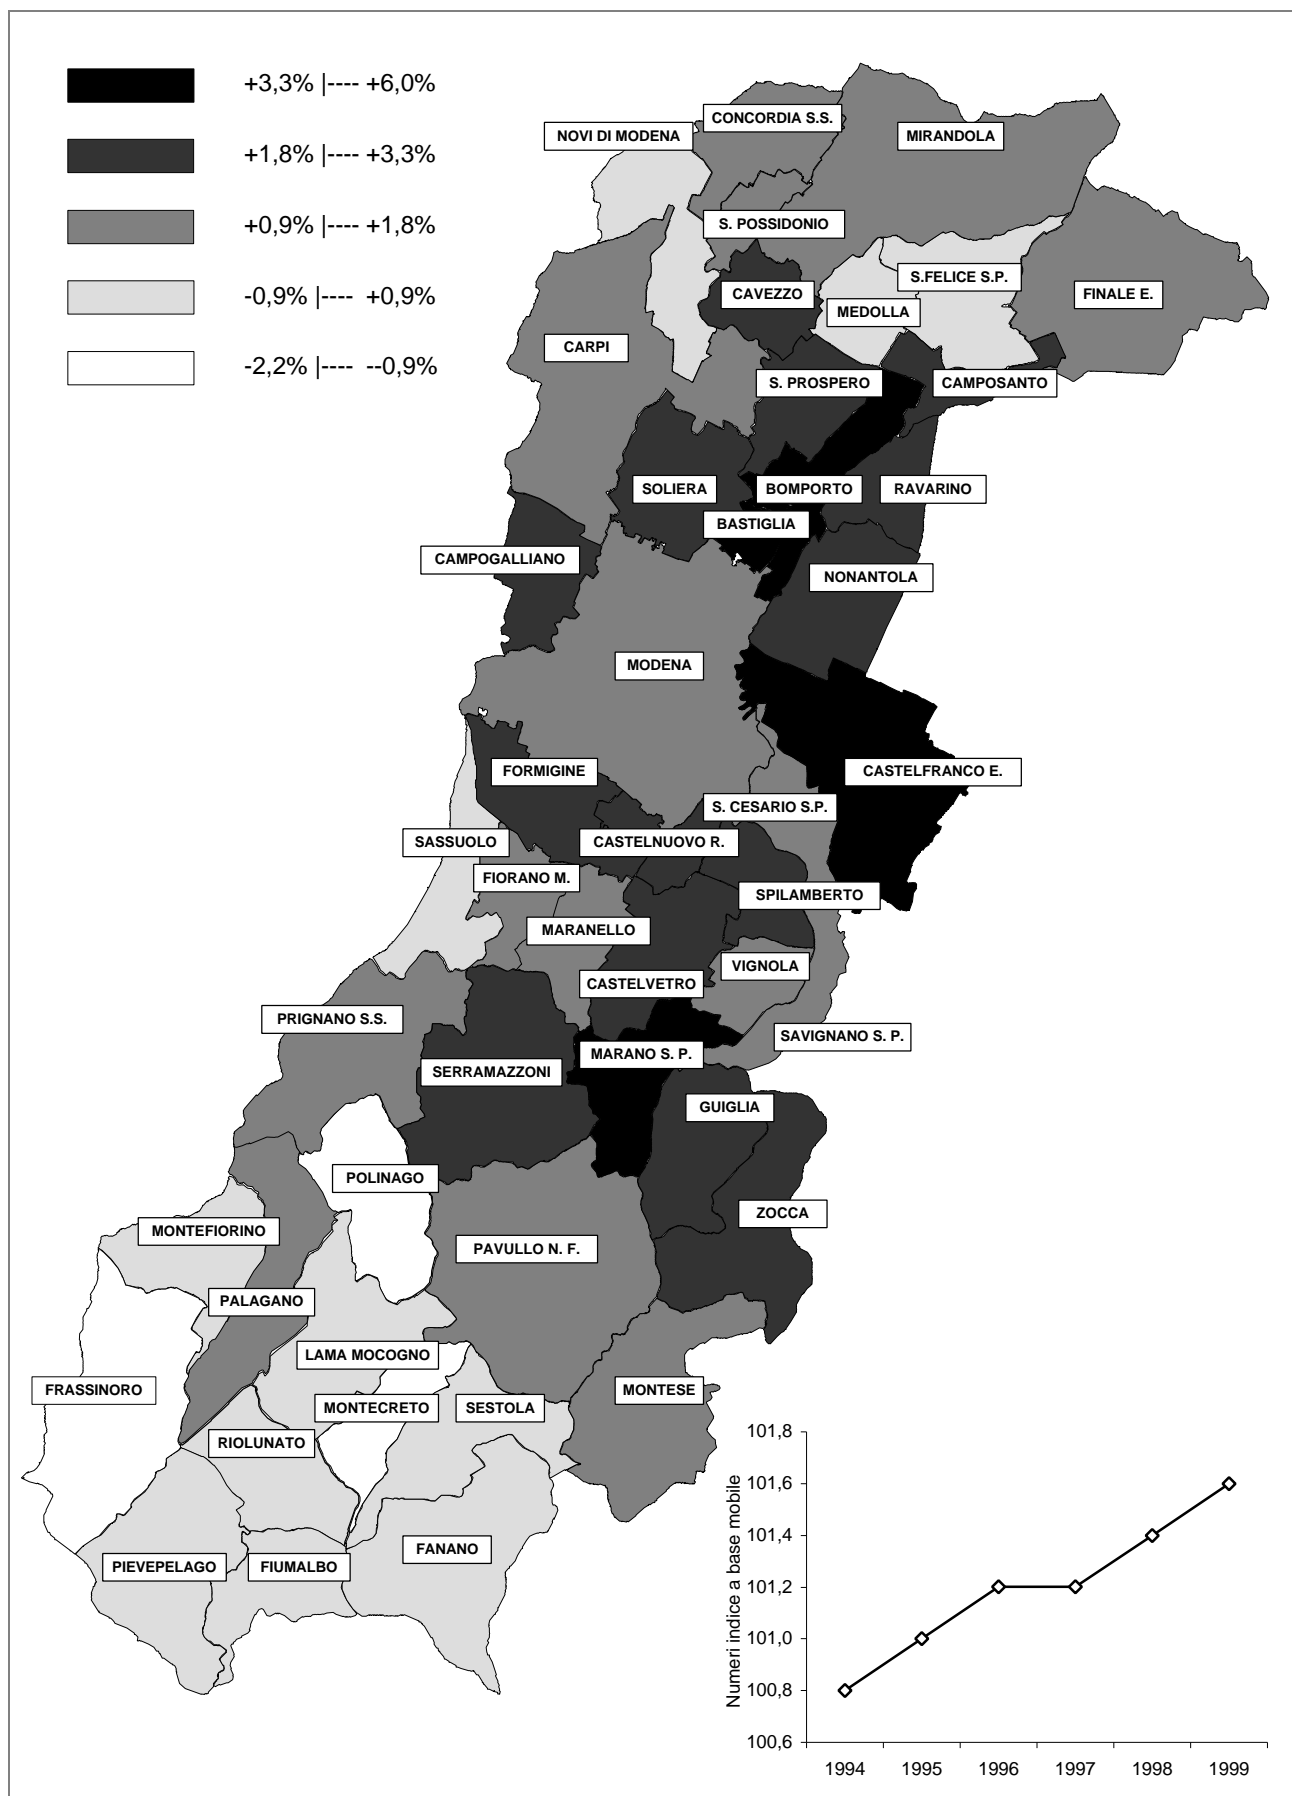 +3,3% |---- +6,0%
+1,8% |---- +3,3%
+0,9% |---- +1,8%
-0,9% |---- +0,9%
-2,2% |---- --0,9%
CONCORDIA S.S.
NOVI DI MODENA
MIRANDOLA
S. POSSIDONIO
S.FELICE S.P.
CAVEZZO
FINALE E.
MEDOLLA
CARPI
S. PROSPERO
CAMPOSANTO
SOLIERA
BOMPORTO
RAVARINO
BASTIGLIA
CAMPOGALLIANO
NONANTOLA
MODENA
FORMIGINE
CASTELFRANCO E.
S. CESARIO S.P.
SASSUOLO
CASTELNUOVO R.
FIORANO M.
SPILAMBERTO
MARANELLO
VIGNOLA
CASTELVETRO
PRIGNANO S.S.
SAVIGNANO S. P.
MARANO S. P.
SERRAMAZZONI
GUIGLIA
POLINAGO
ZOCCA
MONTEFIORINO
PAVULLO N. F.
PALAGANO
LAMA MOCOGNO
FRASSINORO
MONTESE
MONTECRETO
SESTOLA
RIOLUNATO
FANANO
PIEVEPELAGO
FIUMALBO
Numeri indice a base mobile
101,8
101,6
101,4
101,2
101,0
100,8
100,6
1994 1995 1996 1997 1998 1999